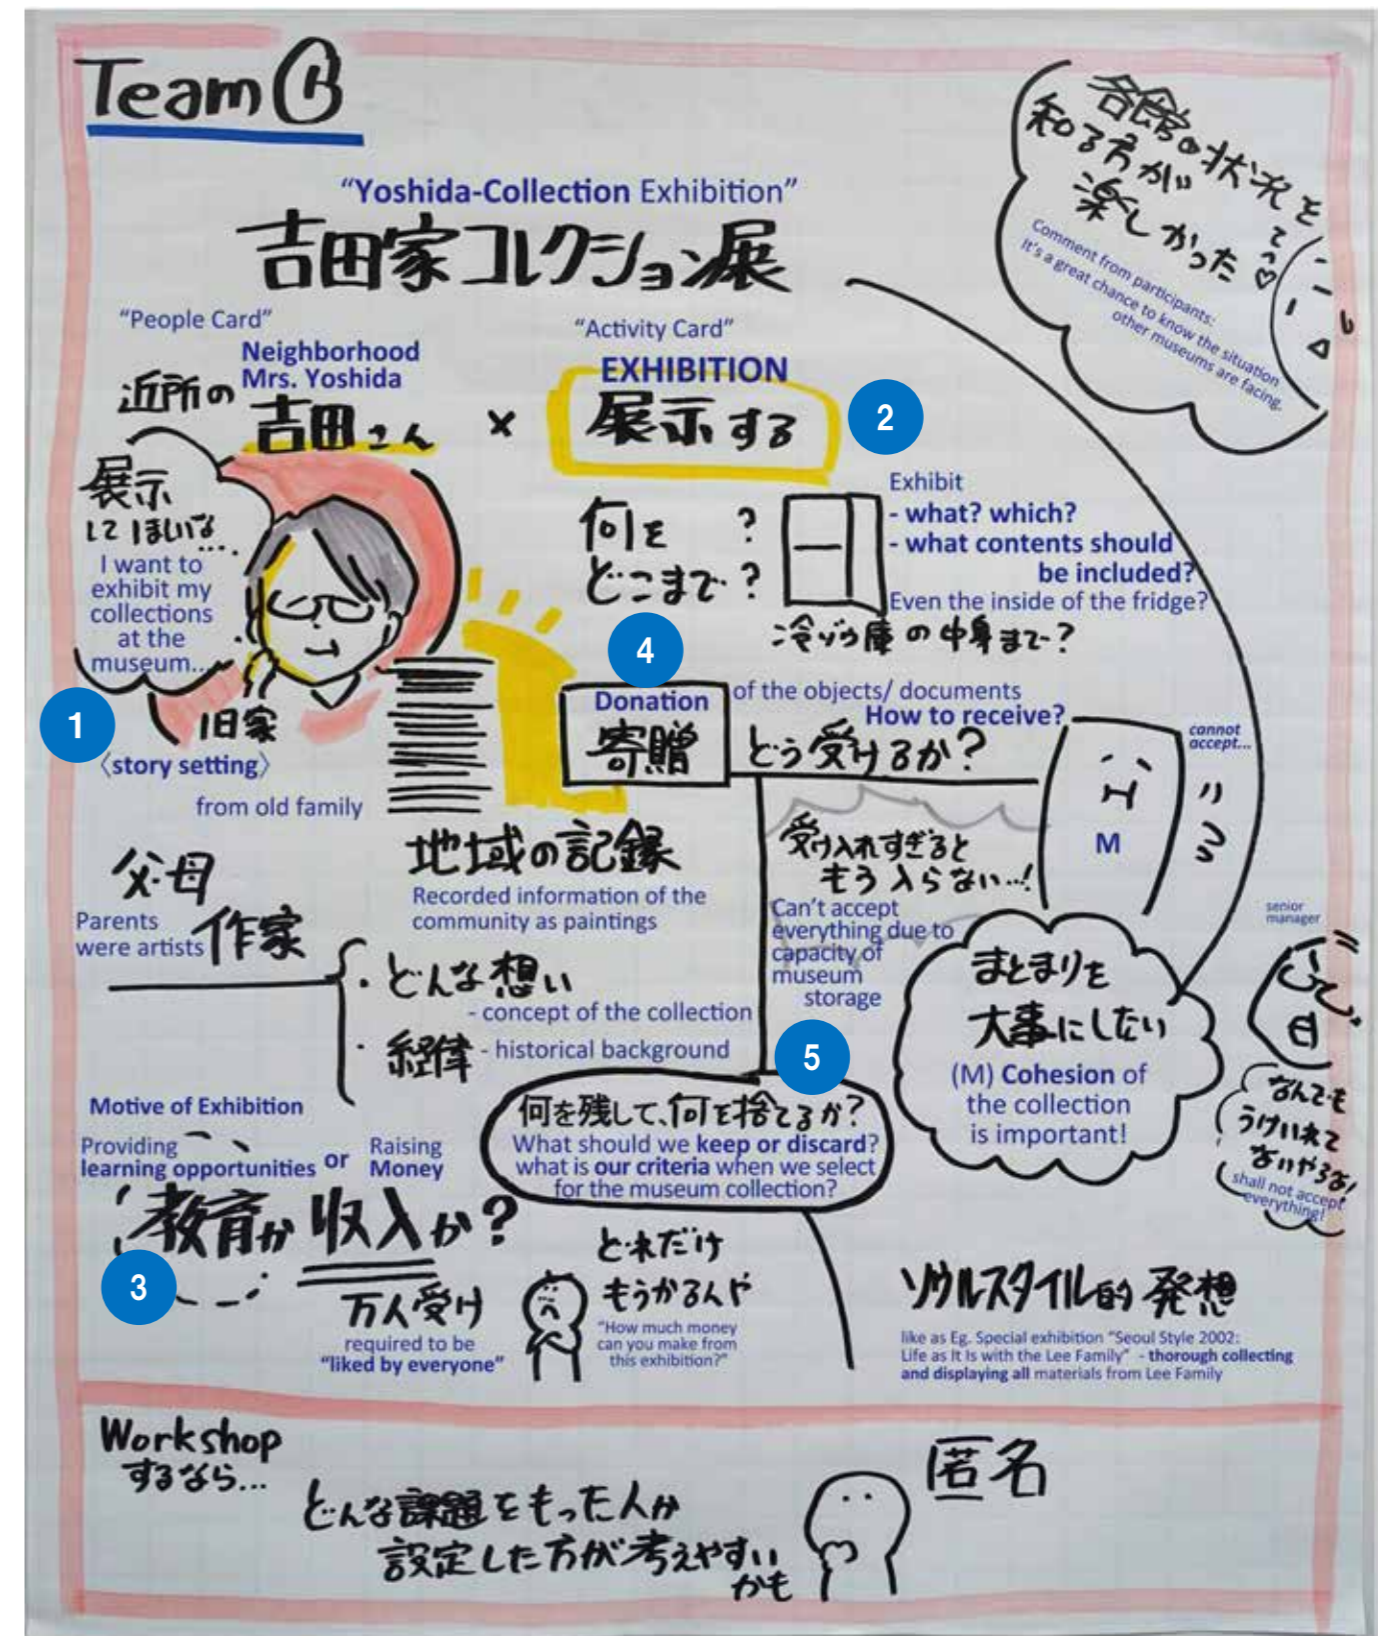 Team B
“Yoshida-Collection Exhibition”
吉田家コレクション展
各館の状況を
知る方が
楽しかった
って♡
Comment from participants:
It's a great chance to know the situation
other museums are facing.
“People Card”
Neighborhood
Mrs. Yoshida
近所の
吉田さん
×
“Activity Card”
EXHIBITION
展示する
2
展示
してほしいな....
I want to
exhibit my
collections
at the
museum...
何を ?
どこまで ?
Exhibit
- what? which?
- what contents should
be included?
Even the inside of the fridge?
冷ゾウ庫の中身まで?
1
旧家
〈story setting〉
from old family
4
Donation
寄贈
of the objects/ documents
How to receive?
どう受けるか?
cannot
accept...
M
地域の記録
Recorded information of the
community as paintings
受け入れすぎると
もう入らない…!
Can't accept
everything due to
capacity of
museum
storage
父母
Parents
were artists
作家
・どんな想い
- concept of the collection
・経緯
- historical background
まとまりを
大事にしたい
(M) Cohesion of
the collection
is important!
senior
manager
なんでも
うけいれて
ないやろな!
shall not accept
everything!
5
何を残して、何を捨てるか?
What should we keep or discard?
what is our criteria when we select
for the museum collection?
Motive of Exhibition
Providing
learning opportunities
or
Raising
Money
教育か収入か?
3
万人受け
required to be
“liked by everyone”
どれだけ
もうかるんや
“How much money
can you make from
this exhibition?”
ソウルスタイル的発想
like as Eg. Special exhibition “Seoul Style 2002:
Life as It Is with the Lee Family” - thorough collecting
and displaying all materials from Lee Family
Workshop
するなら...
どんな課題をもった人か
設定した方が考えやすい
かも
匿名